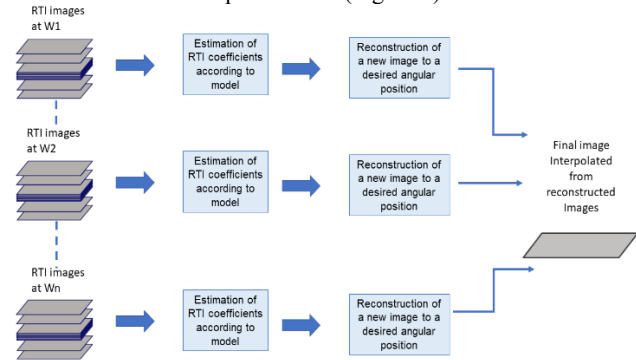 RTI images
at W1
Estimation of
RTI coefficients
according to
model
Reconstruction of
a new image to a
desired angular
position
RTI images
at W2
Estimation of
RTI coefficients
according to
model
Reconstruction of
a new image to a
desired angular
position
Final image
Interpolated
from
reconstructed
Images
RTI images
at Wn
Estimation of
RTI coefficients
according to
model
Reconstruction of
a new image to a
desired angular
position